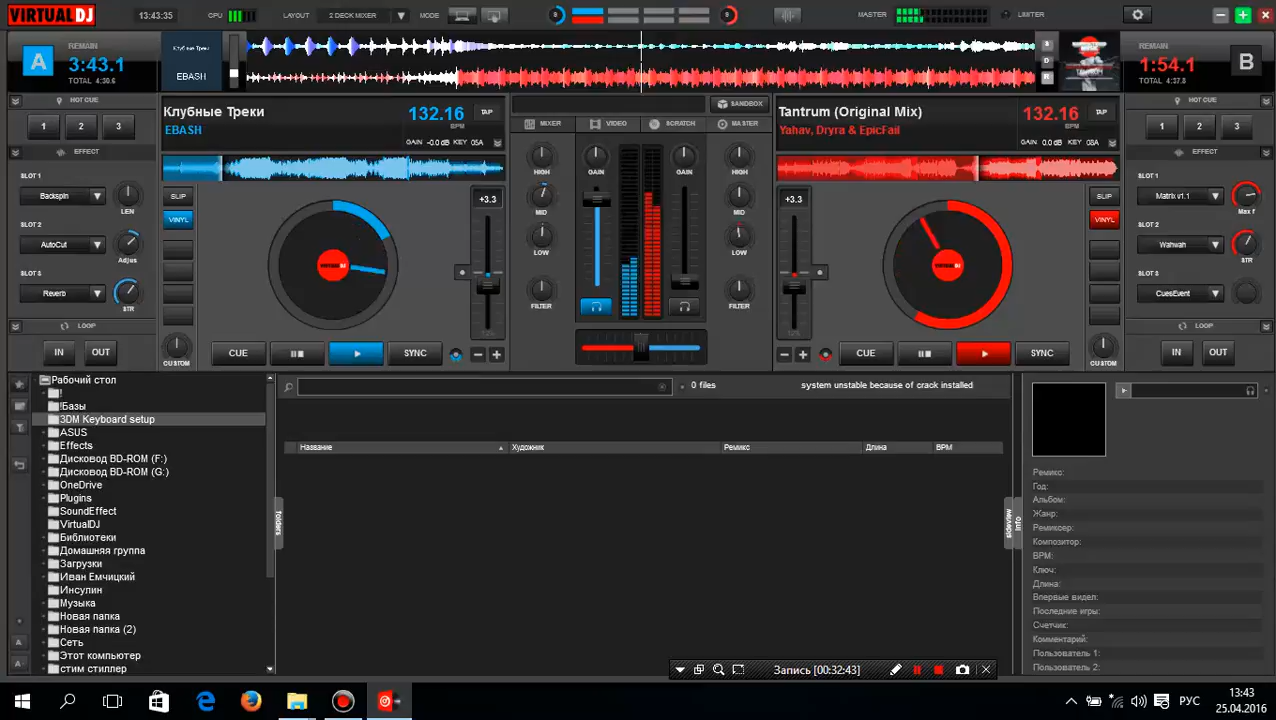 VIRTUAL DJ
13:43:35
CPU
LAYOUT
2 DECK MIXER
MODE
MASTER
LIMITER
A
REMAIN
3:43.1
TOTAL 4:30.6
Клубные Треки
EBASH
REMAIN
1:54.1
TOTAL 4:37.8
B
HOT CUE
1
2
3
EFFECT
SLOT 1
Backspin
LEN
SLOT 2
AutoCut
Adjus
SLOT 3
Reverb
STR
LOOP
IN
OUT
Клубные Треки
EBASH
132.16
BPM
TAP
GAIN -0.0 dB KEY 05A
SLIP
VINYL
CUSTOM
+3.3
12%
CUE
SYNC
SANDBOX
MIXER
VIDEO
SCRATCH
MASTER
HIGH
MID
LOW
FILTER
GAIN
GAIN
HIGH
MID
LOW
FILTER
Tantrum (Original Mix)
Yahav, Dryra & EpicFail
132.16
BPM
TAP
GAIN 0.0 dB KEY 08A
+3.3
12%
SLIP
VINYL
CUSTOM
CUE
SYNC
HOT CUE
1
2
3
EFFECT
SLOT 1
Matrix v1.1
Max f
SLOT 2
Wahwah
STR
SLOT 3
CuesEvent
LOOP
IN
OUT
Рабочий стол
!
!Базы
3DM Keyboard setup
ASUS
Effects
Дисковод BD-ROM (F:)
Дисковод BD-ROM (G:)
OneDrive
Plugins
SoundEffect
VirtualDJ
Библиотеки
Домашняя группа
Загрузки
Иван Емчицкий
Инсулин
Музыка
Новая папка
Новая папка (2)
Сеть
Этот компьютер
стим стиллер
folders
0 files
system unstable because of crack installed
Название
Художник
Ремикс
Длина
BPM
sideview
info
Ремикс:
Год:
Альбом:
Жанр:
Ремиксер:
Композитор:
BPM:
Ключ:
Длина:
Впервые видел:
Последние игры:
Счетчик:
Комментарий:
Пользователь 1:
Пользователь 2:
Запись [00:32:43]
РУС
13:43
25.04.2016